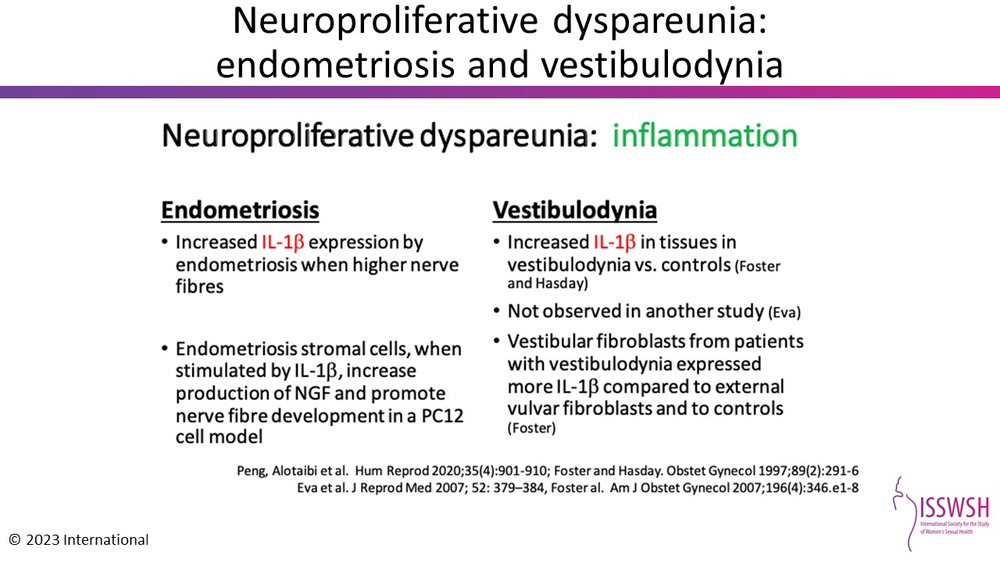 Neuroproliferative dyspareunia:
endometriosis and vestibulodynia
Neuroproliferative dyspareunia: inflammation
Endometriosis
• Increased IL-1β expression by
endometriosis when higher nerve
fibres
• Endometriosis stromal cells, when
stimulated by IL-1β, increase
production of NGF and promote
nerve fibre development in a PC12
cell model
Vestibulodynia
• Increased IL-1β in tissues in
vestibulodynia vs. controls (Foster
and Hasday)
• Not observed in another study (Eva)
• Vestibular fibroblasts from patients
with vestibulodynia expressed
more IL-1β compared to external
vulvar fibroblasts and to controls
(Foster)
Peng, Alotaibi et al. Hum Reprod 2020;35(4):901-910; Foster and Hasday. Obstet Gynecol 1997;89(2):291-6
Eva et al. J Reprod Med 2007; 52: 379–384, Foster al. Am J Obstet Gynecol 2007;196(4):346.e1-8
ISSWSH
International Society for the Study
of Women's Sexual Health
© 2023 International